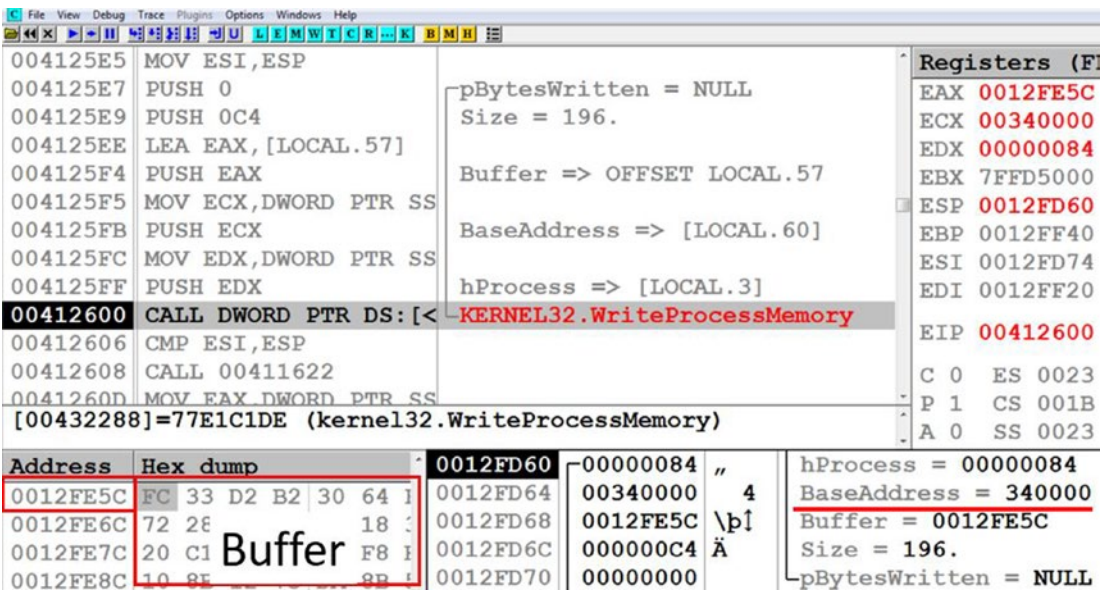 C File View Debug Trace Plugins Options Windows Help
L E M W T C R ... K B M H
004125E5 MOV ESI,ESP
004125E7 PUSH 0 pBytesWritten = NULL
004125E9 PUSH 0C4 Size = 196.
004125EE LEA EAX,[LOCAL.57]
004125F4 PUSH EAX Buffer => OFFSET LOCAL.57
004125F5 MOV ECX,DWORD PTR SS
004125FB PUSH ECX BaseAddress => [LOCAL.60]
004125FC MOV EDX,DWORD PTR SS
004125FF PUSH EDX hProcess => [LOCAL.3]
00412600 CALL DWORD PTR DS:[< KERNEL32.WriteProcessMemory
00412606 CMP ESI,ESP
00412608 CALL 00411622
0041260D MOV EAX,DWORD PTR SS
[00432288]=77E1C1DE (kernel32.WriteProcessMemory)
Registers (F
EAX 0012FE5C
ECX 00340000
EDX 00000084
EBX 7FFD5000
ESP 0012FD60
EBP 0012FF40
ESI 0012FD74
EDI 0012FF20
EIP 00412600
C 0 ES 0023
P 1 CS 001B
A 0 SS 0023
Address Hex dump
0012FE5C FC 33 D2 B2 30 64
0012FE6C 72 28 18
0012FE7C 20 C1 F8
0012FE8C 10 8B 8B
Buffer
0012FD60 00000084 „ hProcess = 00000084
0012FD64 00340000 4 BaseAddress = 340000
0012FD68 0012FE5C \þ↕ Buffer = 0012FE5C
0012FD6C 000000C4 Ä Size = 196.
0012FD70 00000000 pBytesWritten = NULL